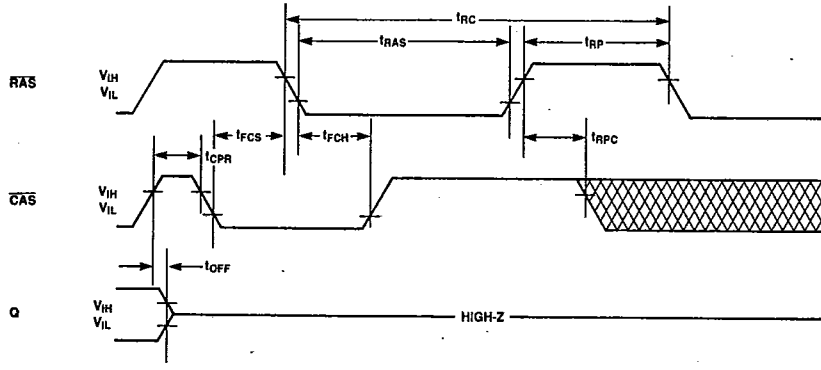 tRC
tRAS
tRP
RAS
VIH
VIL
tFCS
tFCH
tRPC
tCPR
CAS
VIH
VIL
tOFF
Q
VIH
VIL
HIGH-Z